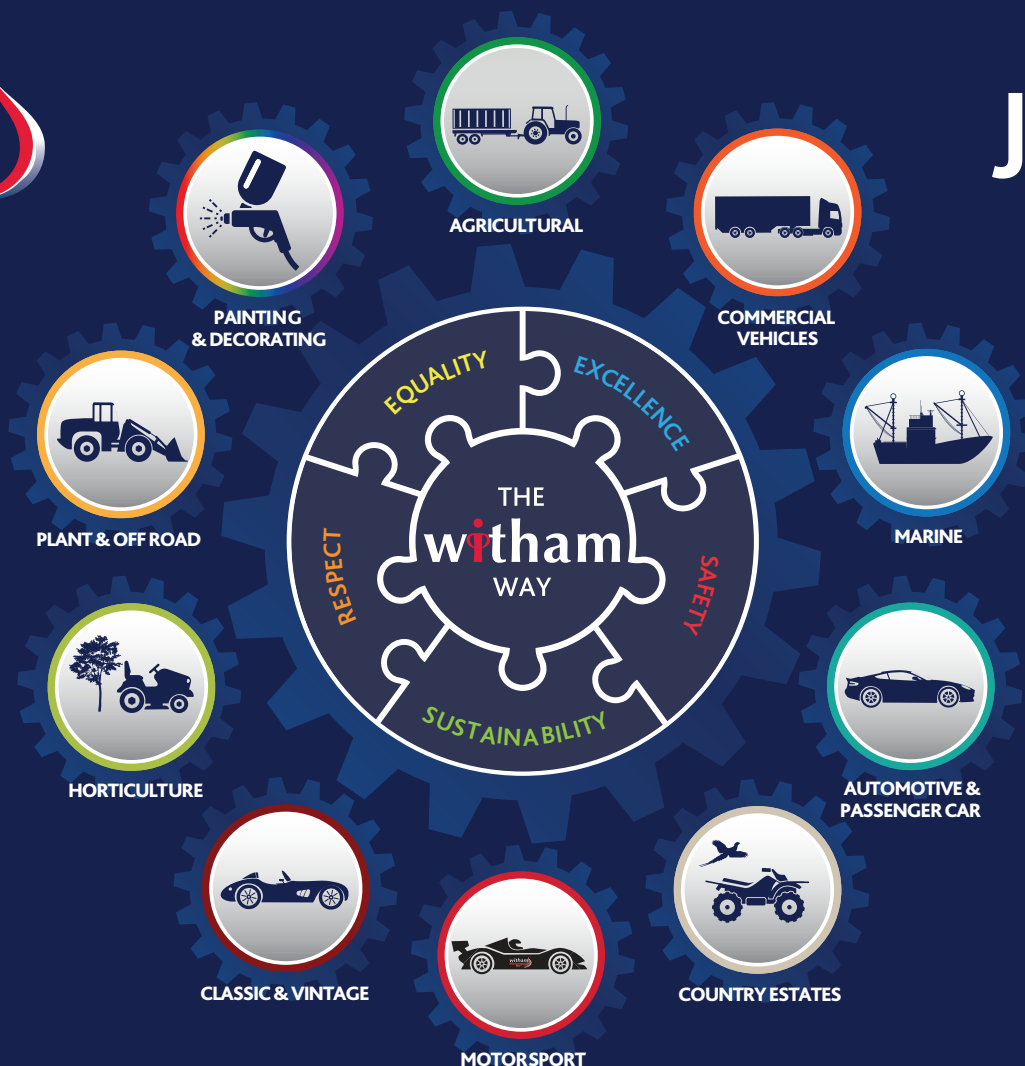 J
AGRICULTURAL
PAINTING
& DECORATING
COMMERCIAL
VEHICLES
EQUALITY
EXCELLENCE
PLANT & OFF ROAD
THE
witham
WAY
MARINE
RESPECT
SAFETY
SUSTAINABILITY
HORTICULTURE
AUTOMOTIVE &
PASSENGER CAR
CLASSIC & VINTAGE
witham
COUNTRY ESTATES
MOTORSPORT